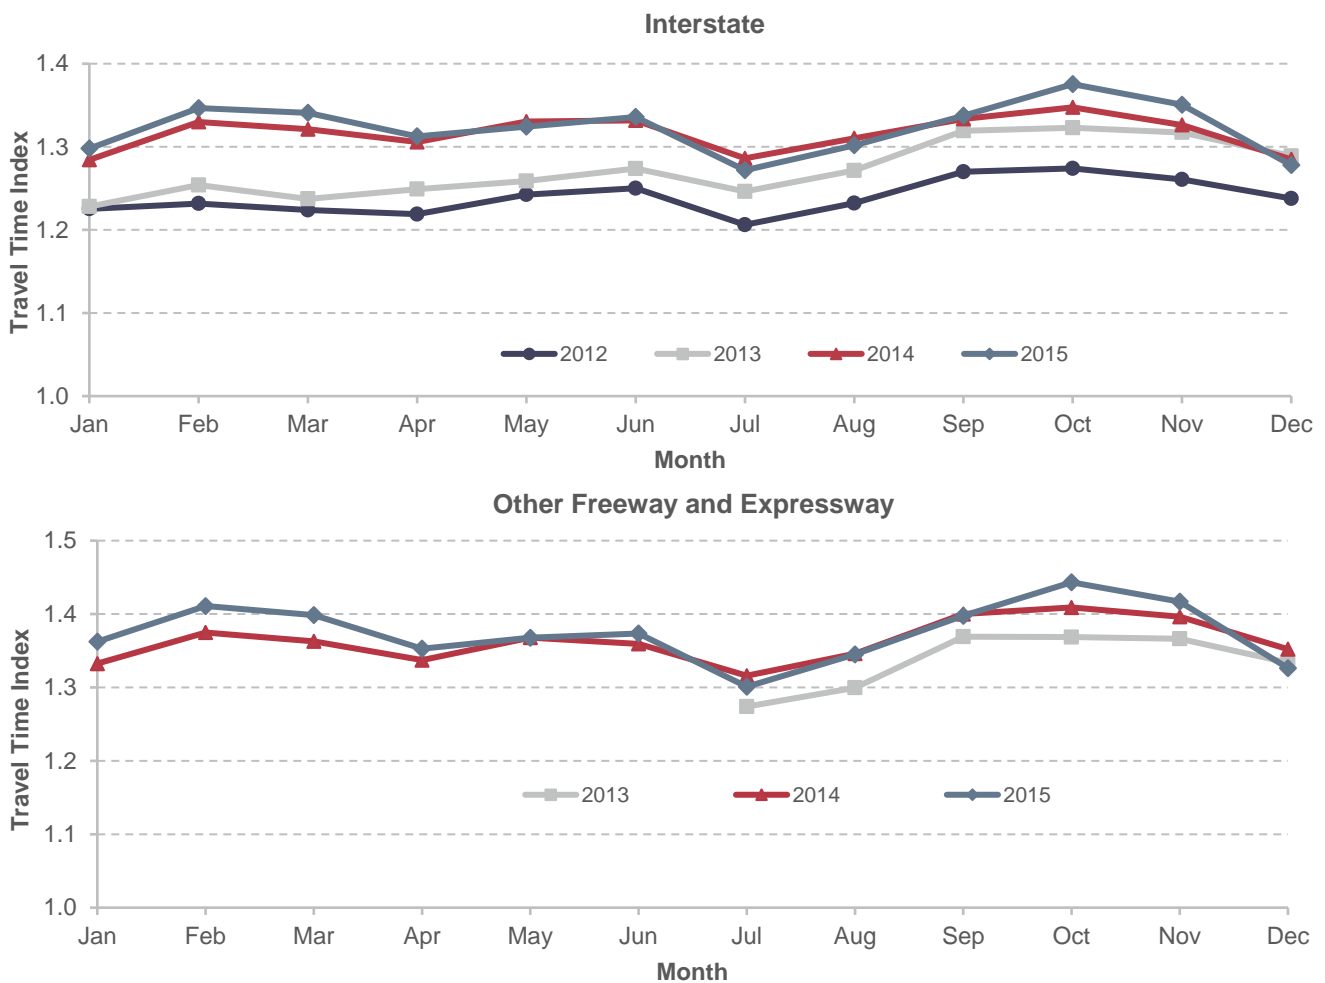 Interstate
Travel Time Index
1.4
1.3
1.2
1.1
1.0
2012 2013 2014 2015
Jan Feb Mar Apr May Jun Jul Aug Sep Oct Nov Dec
Month
Other Freeway and Expressway
Travel Time Index
1.5
1.4
1.3
1.2
1.1
1.0
2013 2014 2015
Jan Feb Mar Apr May Jun Jul Aug Sep Oct Nov Dec
Month